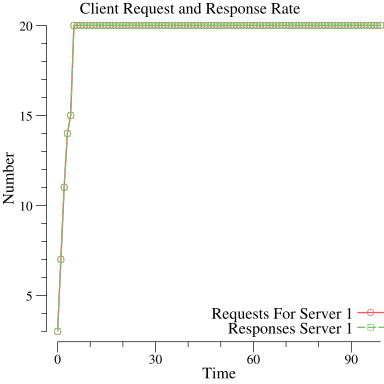 Client Request and Response Rate
20
15
10
5
Number
Requests For Server 1
Responses Server 1
0 30 60 90
Time